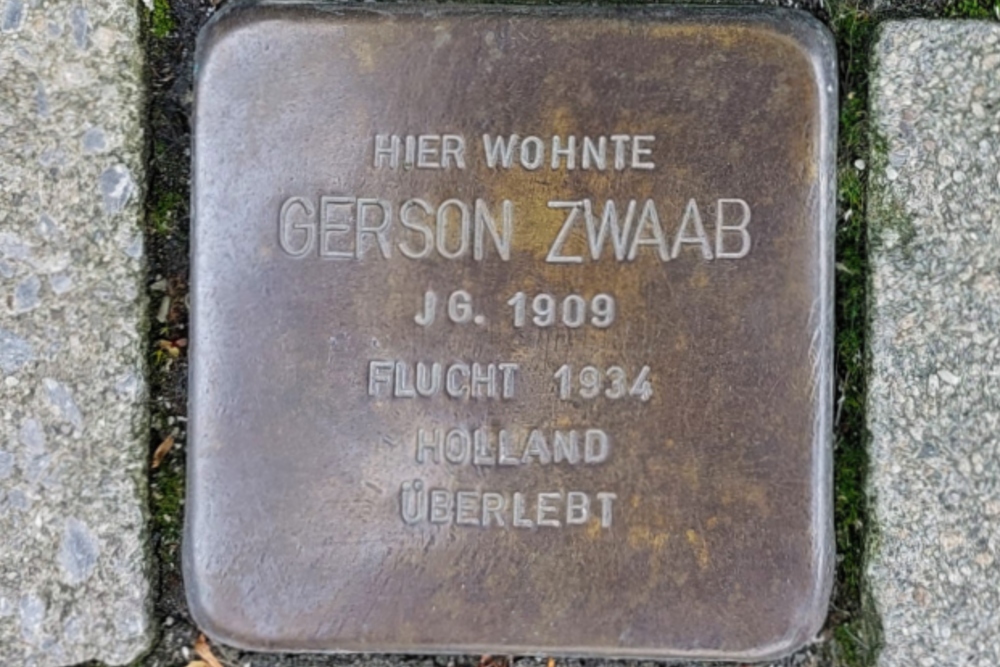 HIER WOHNTE
GERSON ZWAAB
JG. 1909
FLUCHT 1934
HOLLAND
ÜBERLEBT